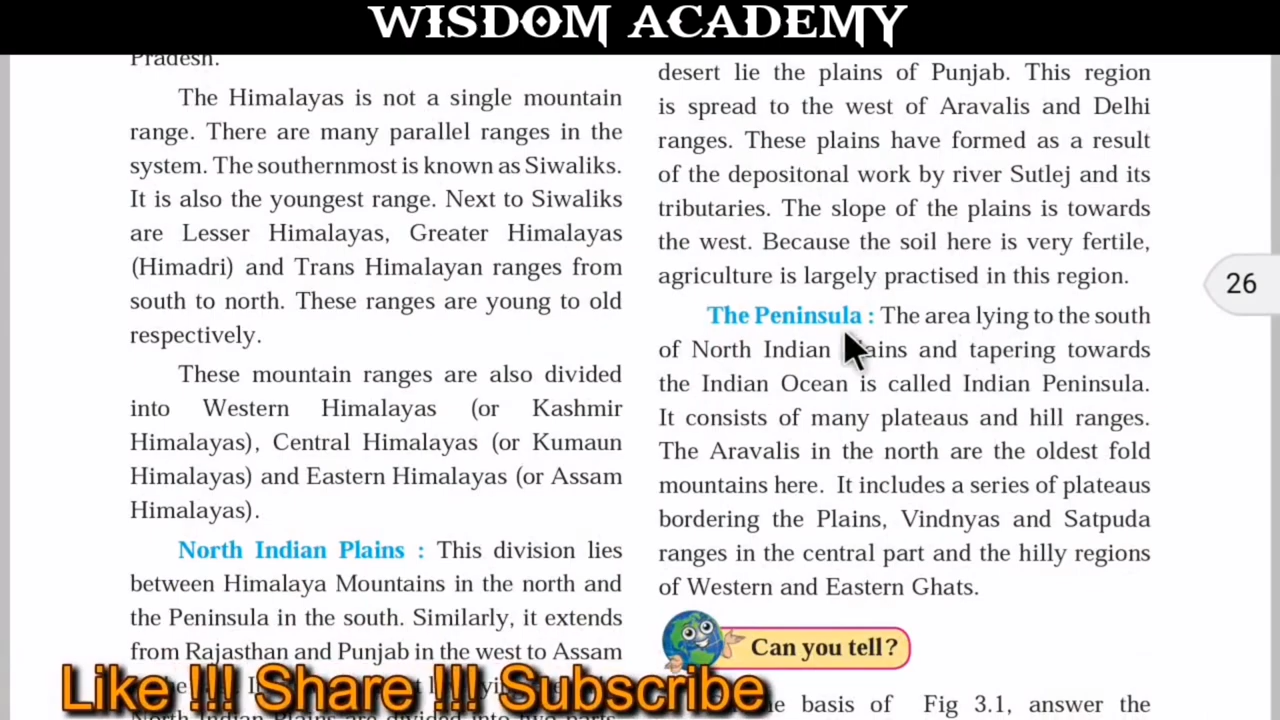 WISDOM ACADEMY
Pradesh.
The Himalayas is not a single mountain
range. There are many parallel ranges in the
system. The southernmost is known as Siwaliks.
It is also the youngest range. Next to Siwaliks
are Lesser Himalayas, Greater Himalayas
(Himadri) and Trans Himalayan ranges from
south to north. These ranges are young to old
respectively.
These mountain ranges are also divided
into Western Himalayas (or Kashmir
Himalayas), Central Himalayas (or Kumaun
Himalayas) and Eastern Himalayas (or Assam
Himalayas).
North Indian Plains : This division lies
between Himalaya Mountains in the north and
the Peninsula in the south. Similarly, it extends
from Rajasthan and Punjab in the west to Assam
North Indian Plains are divided into two parts.
desert lie the plains of Punjab. This region
is spread to the west of Aravalis and Delhi
ranges. These plains have formed as a result
of the depositonal work by river Sutlej and its
tributaries. The slope of the plains is towards
the west. Because the soil here is very fertile,
agriculture is largely practised in this region.
The Peninsula : The area lying to the south
of North Indian and tapering towards
the Indian Ocean is called Indian Peninsula.
It consists of many plateaus and hill ranges.
The Aravalis in the north are the oldest fold
mountains here. It includes a series of plateaus
bordering the Plains, Vindnyas and Satpuda
ranges in the central part and the hilly regions
of Western and Eastern Ghats.
Can you tell?
basis of Fig 3.1, answer the
26
Like !!! Share !!! Subscribe